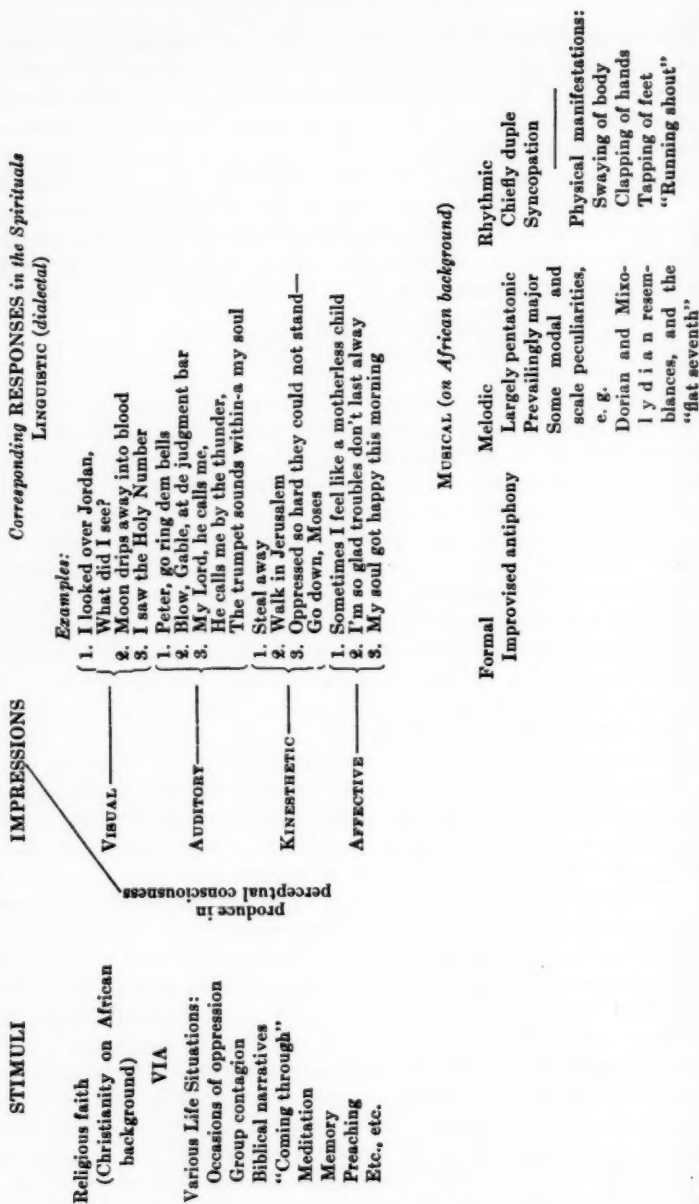 STIMULI
Religious faith
(Christianity on African
background)
VIA
Various Life Situations:
Occasions of oppression
Group contagion
Biblical narratives
"Coming through"
Meditation
Memory
Preaching
Etc., etc.
produce in
perceptual consciousness
IMPRESSIONS
VISUAL
AUDITORY
KINESTHETIC
AFFECTIVE
Corresponding RESPONSES in the Spirituals
LINGUISTIC (dialectal)
Examples:
1. I looked over Jordan,
What did I see?
2. Moon drips away into blood
3. I saw the Holy Number
1. Peter, go ring dem bells
2. Blow, Gable, at de judgment bar
3. My Lord, he calls me,
He calls me by the thunder,
The trumpet sounds within-a my soul
1. Steal away
2. Walk in Jerusalem
3. Oppressed so hard they could not stand—
Go down, Moses
1. Sometimes I feel like a motherless child
2. I'm so glad troubles don't last alway
3. My soul got happy this morning
MUSICAL (on African background)
Formal
Improvised antiphony
Melodic
Largely pentatonic
Prevailingly major
Some modal and
scale peculiarities,
e. g.
Dorian and Mixo-
lydian resem-
blances, and the
"flat seventh"
Rhythmic
Chiefly duple
Syncopation
Physical manifestations:
Swaying of body
Clapping of hands
Tapping of feet
"Running shout"